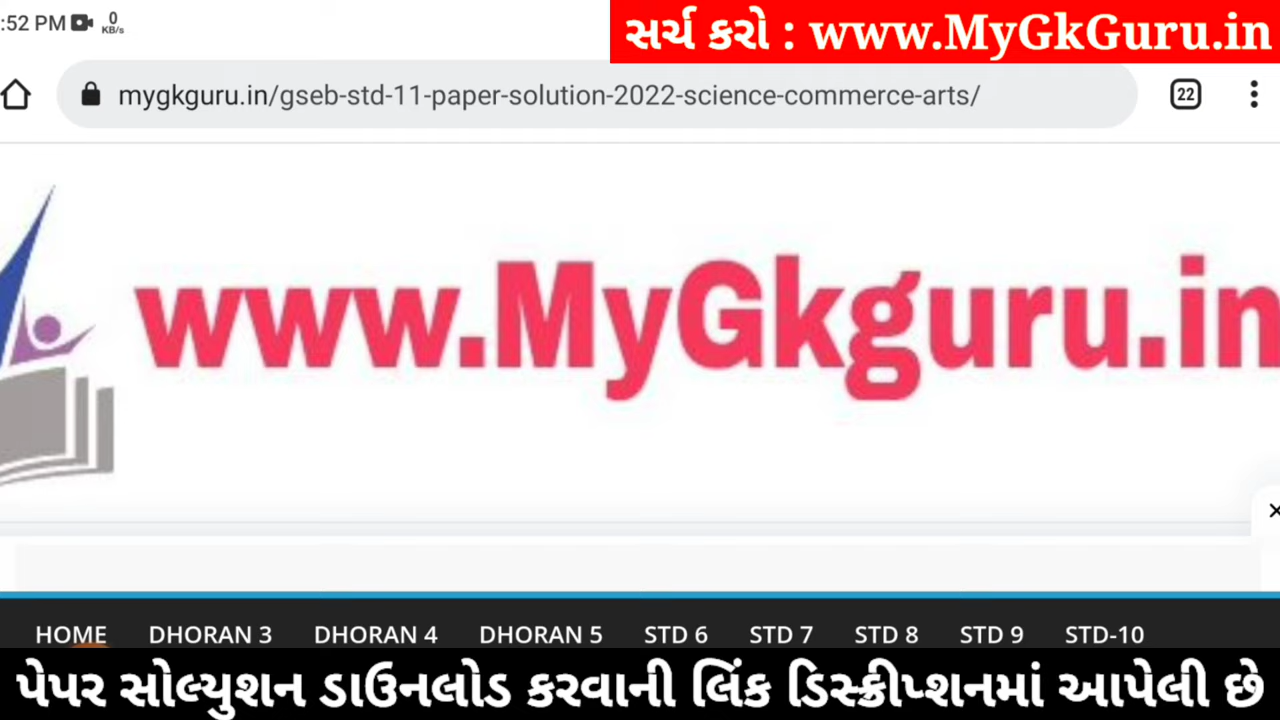 :52 PM 0 KB/s
સર્ચ કરો : www.MyGkGuru.in
mygkguru.in/gseb-std-11-paper-solution-2022-science-commerce-arts/
22
www.MyGkguru.in
×
HOME DHORAN 3 DHORAN 4 DHORAN 5 STD 6 STD 7 STD 8 STD 9 STD-10
પેપર સોલ્યુશન ડાઉનલોડ કરવાની લિંક ડિસ્ક્રીપ્શનમાં આપેલી છે